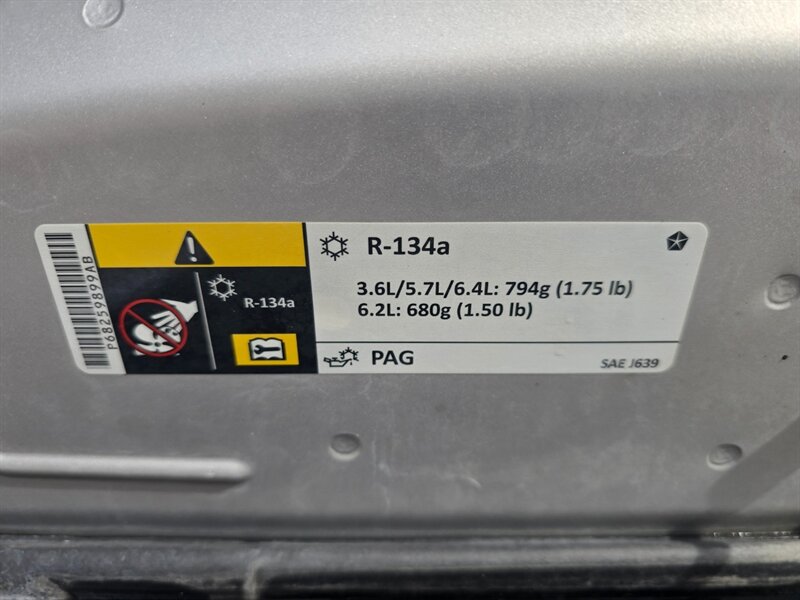 P68259899AB
R-134a
R-134a
3.6L/5.7L/6.4L: 794g (1.75 lb)
6.2L: 680g (1.50 lb)
PAG
SAE J639